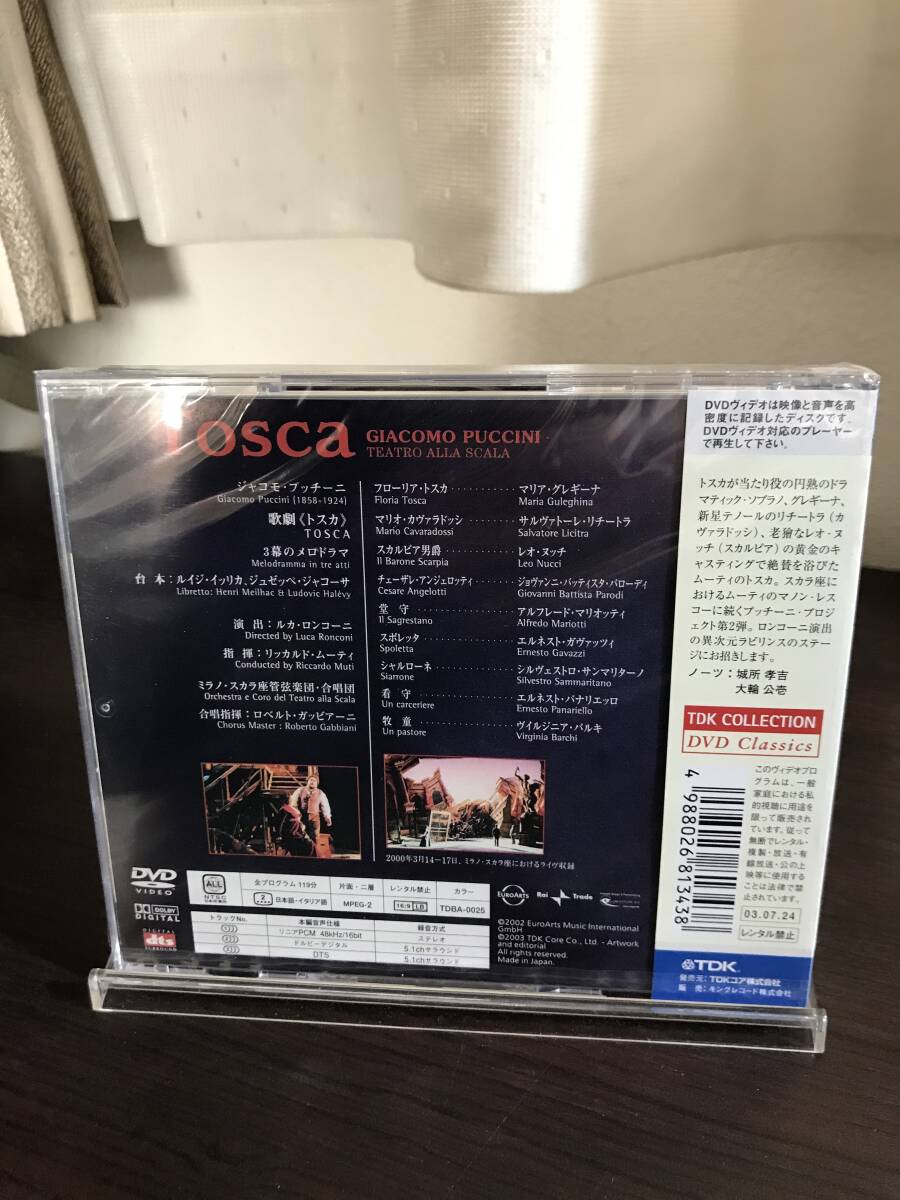 Tosca GIACOMO PUCCINI
TEATRO ALLA SCALA
ジャコモ・プッチーニ
Giacomo Puccini (1858–1924)
歌劇《トスカ》
TOSCA
3幕のメロドラマ
Melodramma in tre atti
台 本：ルイジ・イッリカ、ジュゼッペ・ジャコーサ
Libretto: Henri Meilhac & Ludovic Halévy
演 出：ルカ・ロンコーニ
Directed by Luca Ronconi
指 揮：リッカルド・ムーティ
Conducted by Riccardo Muti
ミラノ・スカラ座管弦楽団・合唱団
Orchestra e Coro del Teatro alla Scala
合唱指揮：ロベルト・ガッビアーニ
Chorus Master : Roberto Gabbiani
フローリア・トスカ・・・・・・・・・・マリア・グレギーナ
Floria Tosca Maria Guleghina
マリオ・カヴァラドッシ・・・・・・・・サルヴァトーレ・リチートラ
Mario Cavaradossi Salvatore Licitra
スカルピア男爵・・・・・・・・・・・・レオ・ヌッチ
Il Barone Scarpia Leo Nucci
チェーザレ・アンジェロッティ・・・・・ジョヴァンニ・バッティスタ・パローディ
Cesare Angelotti Giovanni Battista Parodi
堂 守・・・・・・・・・・・・・・・・アルフレード・マリオッティ
Il Sagrestano Alfredo Mariotti
スポレッタ・・・・・・・・・・・・・・エルネスト・ガヴァッツィ
Spoletta Ernesto Gavazzi
シャルローネ・・・・・・・・・・・・・シルヴェストロ・サンマリターノ
Siarrone Silvestro Sammaritano
看 守・・・・・・・・・・・・・・・・エルネスト・パナリエッロ
Un carceriere Ernesto Panariello
牧 童・・・・・・・・・・・・・・・・ヴィルジニア・バルキ
Un pastore Virginia Barchi
2000年3月14－17日、ミラノ・スカラ座におけるライヴ収録
DVD VIDEO
DOLBY DIGITAL
DIGITAL dts SURROUND
ALL NTSC
全プログラム 119分 片面・二層 レンタル禁止 カラー
2 日本語・イタリア語 MPEG-2 16:9 LB TDBA-0025
トラックNo. 本編音声仕様 録音方式
リニアPCM 48kHz/16bit ステレオ
ドルビーデジタル 5.1chサラウンド
DTS 5.1chサラウンド
EUROARTS Rai Trade
©2002 EuroArts Music International
GmbH
©2003 TDK Core Co., Ltd. - Artwork
and editorial
All rights reserved.
Made in Japan.
DVDヴィデオは映像と音声を高
密度に記録したディスクです。
DVDヴィデオ対応のプレーヤー
で再生して下さい。
トスカが当たり役の円熟のドラ
マティック・ソプラノ、グレギーナ、
新星テノールのリチートラ（カ
ヴァラドッシ）、老獪なレオ・ヌ
ッチ（スカルピア）の黄金のキャ
スティングで絶賛を浴びた
ムーティのトスカ。スカラ座に
おけるムーティのマノン・レス
コーに続くプッチーニ・プロジ
ェクト第2弾。ロンコーニ演出
の異次元ラビリンスのステー
ジにお招きします。
ノーツ：城所 孝吉
大輪 公壱
TDK COLLECTION
DVD Classics
4 988026 813438
このヴィデオプロ
グラムは、一般
家庭における私
的視聴に用途を
限って販売され
ています。従って
無断でレンタル・
複製・放送・有
線放送・公の上
映等に使用する
ことは法律で禁
止されています。
03.07.24
レンタル禁止
TDK
発売元：TDKコア株式会社
販 売：キングレコード株式会社